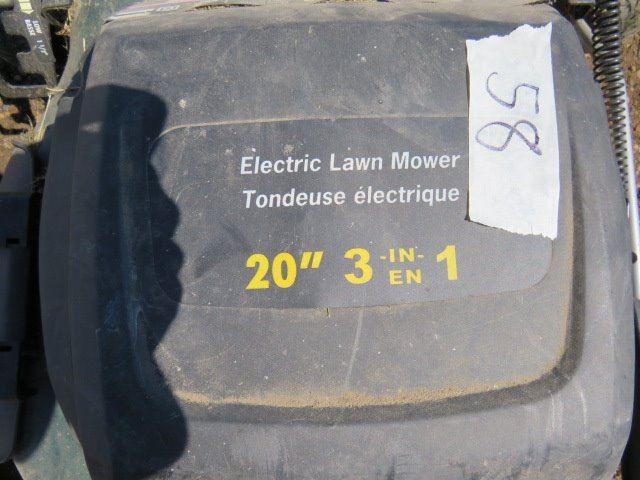 Electric Lawn Mower
Tondeuse électrique
20" 3 -IN- 1
EN
58